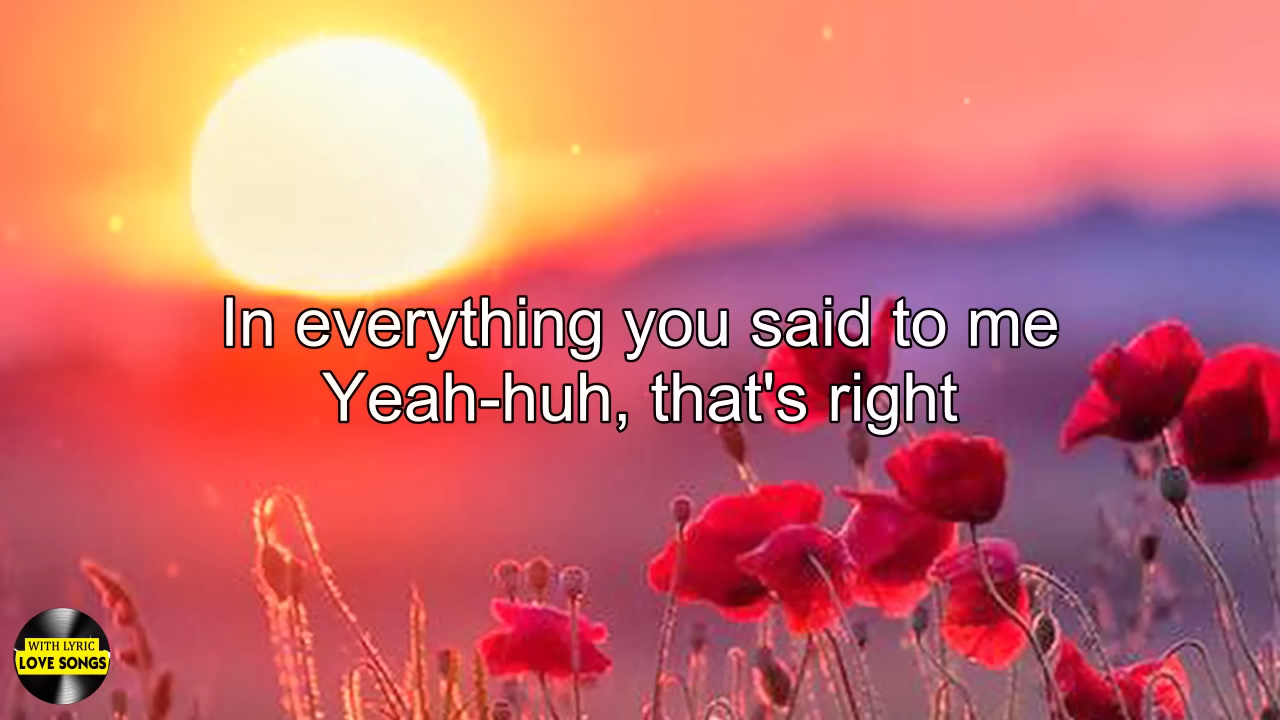 In everything you said to me
Yeah-huh, that's right
WITH LYRIC
LOVE SONGS